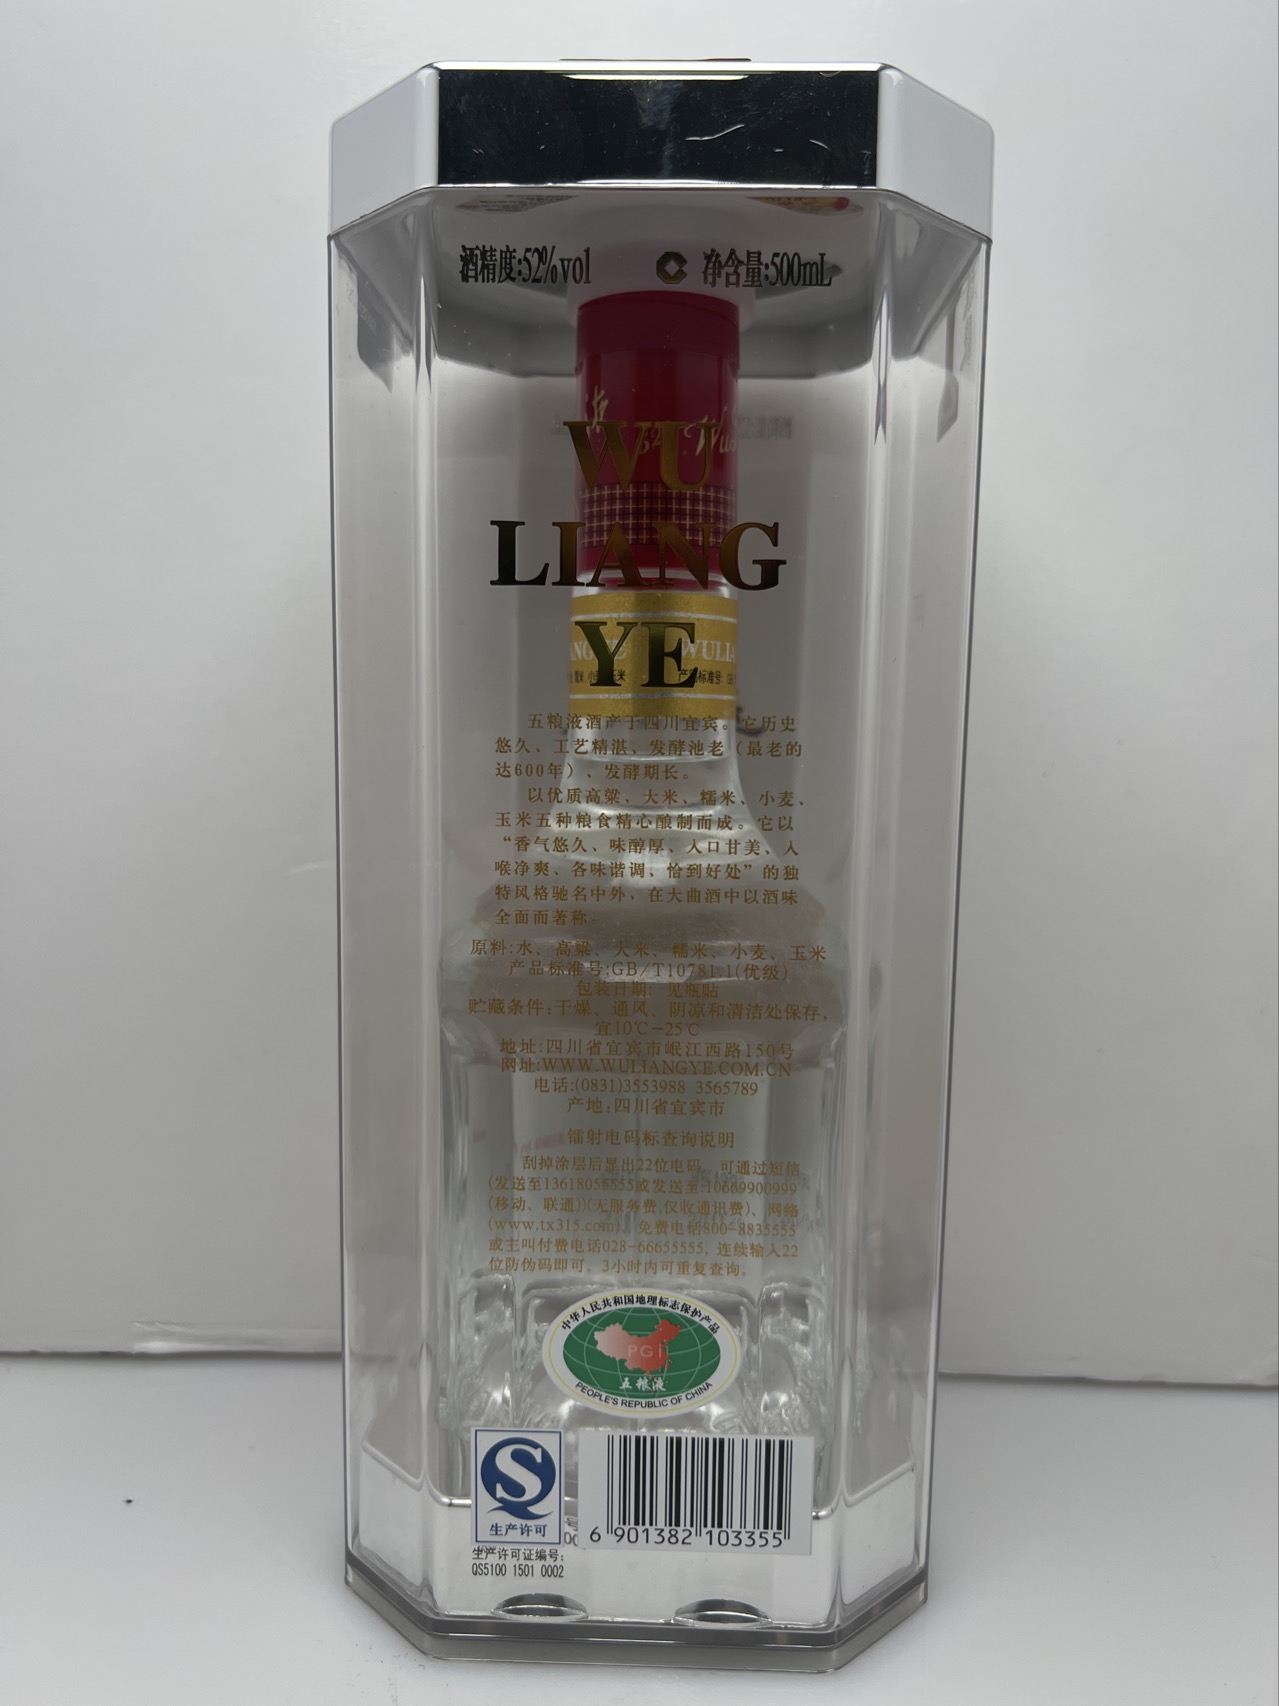 酒精度:52%vol 净含量:500mL
WU
LIANG
YE
WULIA
产品标准号
五粮液酒产于四川宜宾。它历史
悠久、工艺精湛、发酵池老（最老的
达600年）、发酵期长。
以优质高粱、大米、糯米、小麦、
玉米五种粮食精心酿制而成。它以
“香气悠久、味醇厚、入口甘美、入
喉净爽、各味谐调、恰到好处”的独
特风格驰名中外，在大曲酒中以酒味
全面而著称。
原料:水、高粱、大米、糯米、小麦、玉米
产品标准号:GB/T10781.1(优级)
包装日期: 见瓶贴
贮藏条件:干燥、通风、阴凉和清洁处保存，
宜10℃-25℃
地址:四川省宜宾市岷江西路150号
网址:WWW.WULIANGYE.COM.CN
电话:(0831)3553988 3565789
产地:四川省宜宾市
镭射电码标查询说明
刮掉涂层后显出22位电码，可通过短信
(发送至13618055555或发送至:10669900999
(移动、联通))(无服务费,仅收通讯费)、网络
(www.tx315.com)、免费电话800-8835555
或主叫付费电话028-66655555, 连续输入22
位防伪码即可。3小时内可重复查询。
中华人民共和国地理标志保护产品
PGI
五粮液
PEOPLE'S REPUBLIC OF CHINA
S
生产许可
生产许可证编号:
QS5100 1501 0002
6 901382 103355